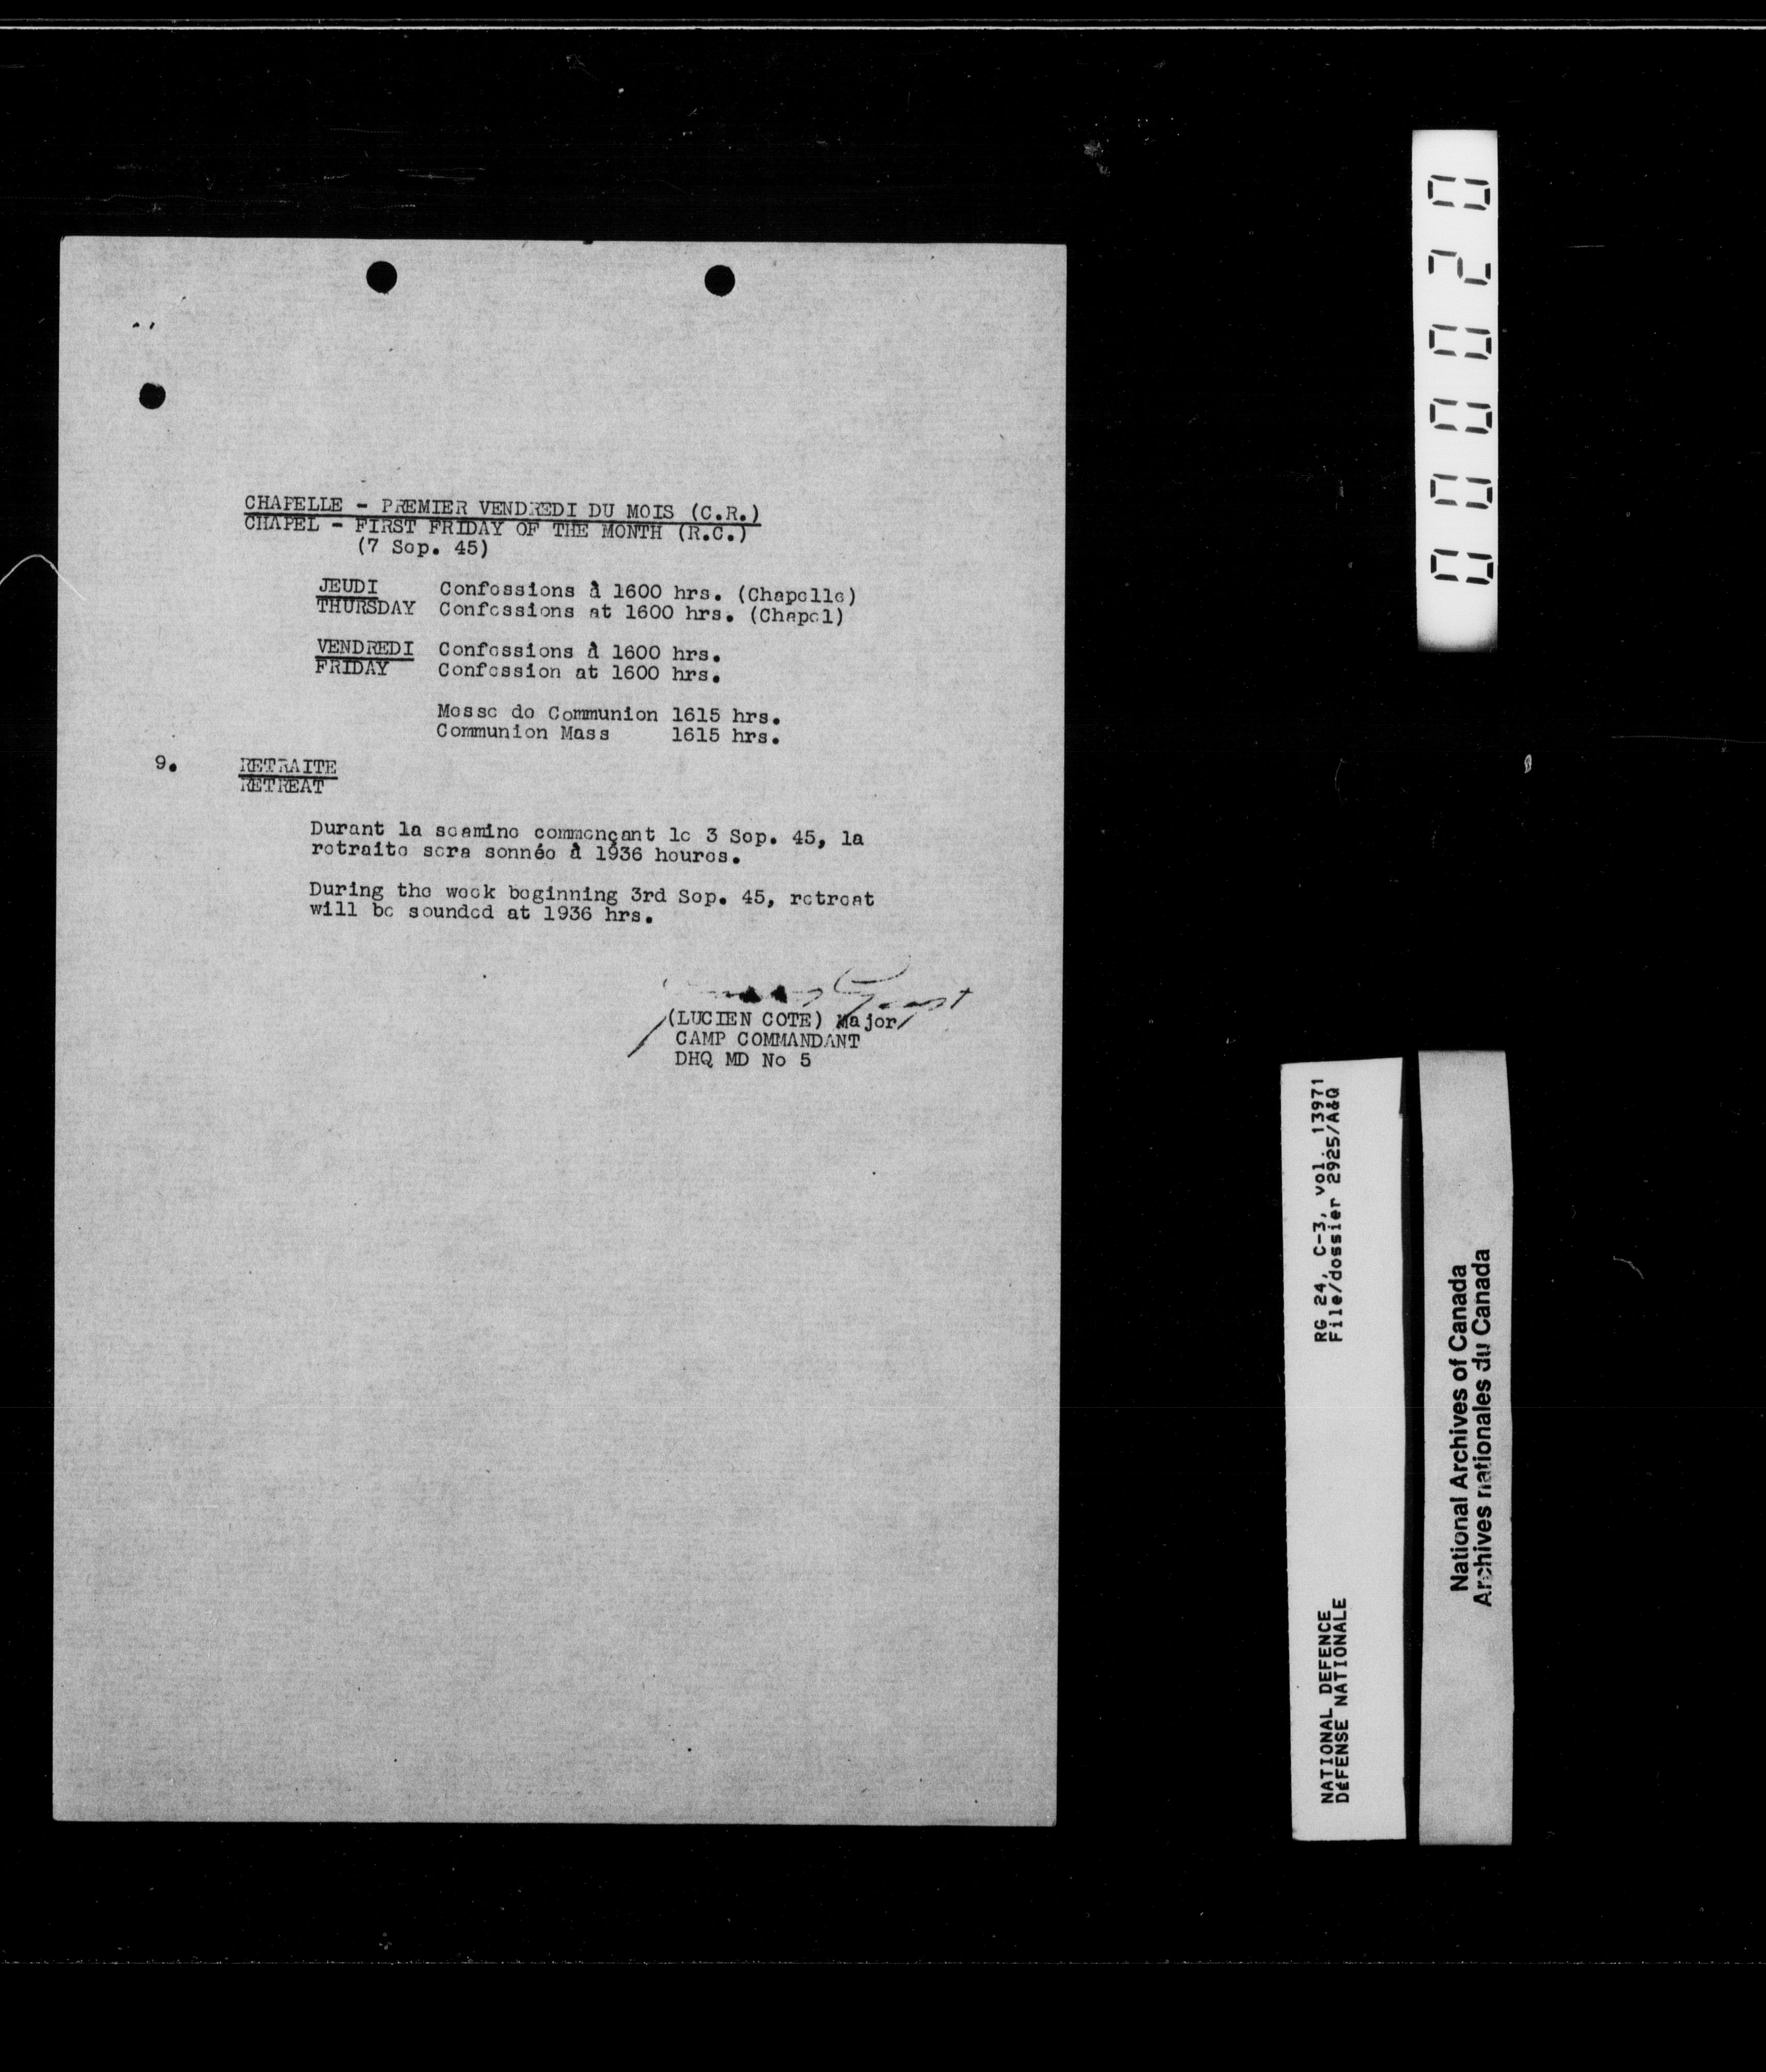 CHAPELLE - PREMIER VENDREDI DU MOIS (C.R.)
CHAPEL - FIRST FRIDAY OF THE MONTH (R.C.)
(7 Sep. 45)
JEUDI Confessions à 1600 hrs. (Chapelle)
THURSDAY Confessions at 1600 hrs. (Chapel)
VENDREDI Confessions à 1600 hrs.
FRIDAY Confession at 1600 hrs.
Messe de Communion 1615 hrs.
Communion Mass 1615 hrs.
9. RETRAITE
RETREAT
Durant la seamine commençant le 3 Sep. 45, la
retraite sera sonnée à 1936 heures.
During the week beginning 3rd Sep. 45, retreat
will be sounded at 1936 hrs.
(LUCIEN COTE) Major
CAMP COMMANDANT
DHQ MD No 5
000020
RG 24, C-3, vol. 13971
File/dossier 2925/A&Q
NATIONAL DEFENCE
DéFENSE NATIONALE
National Archives of Canada
Archives nationales du Canada